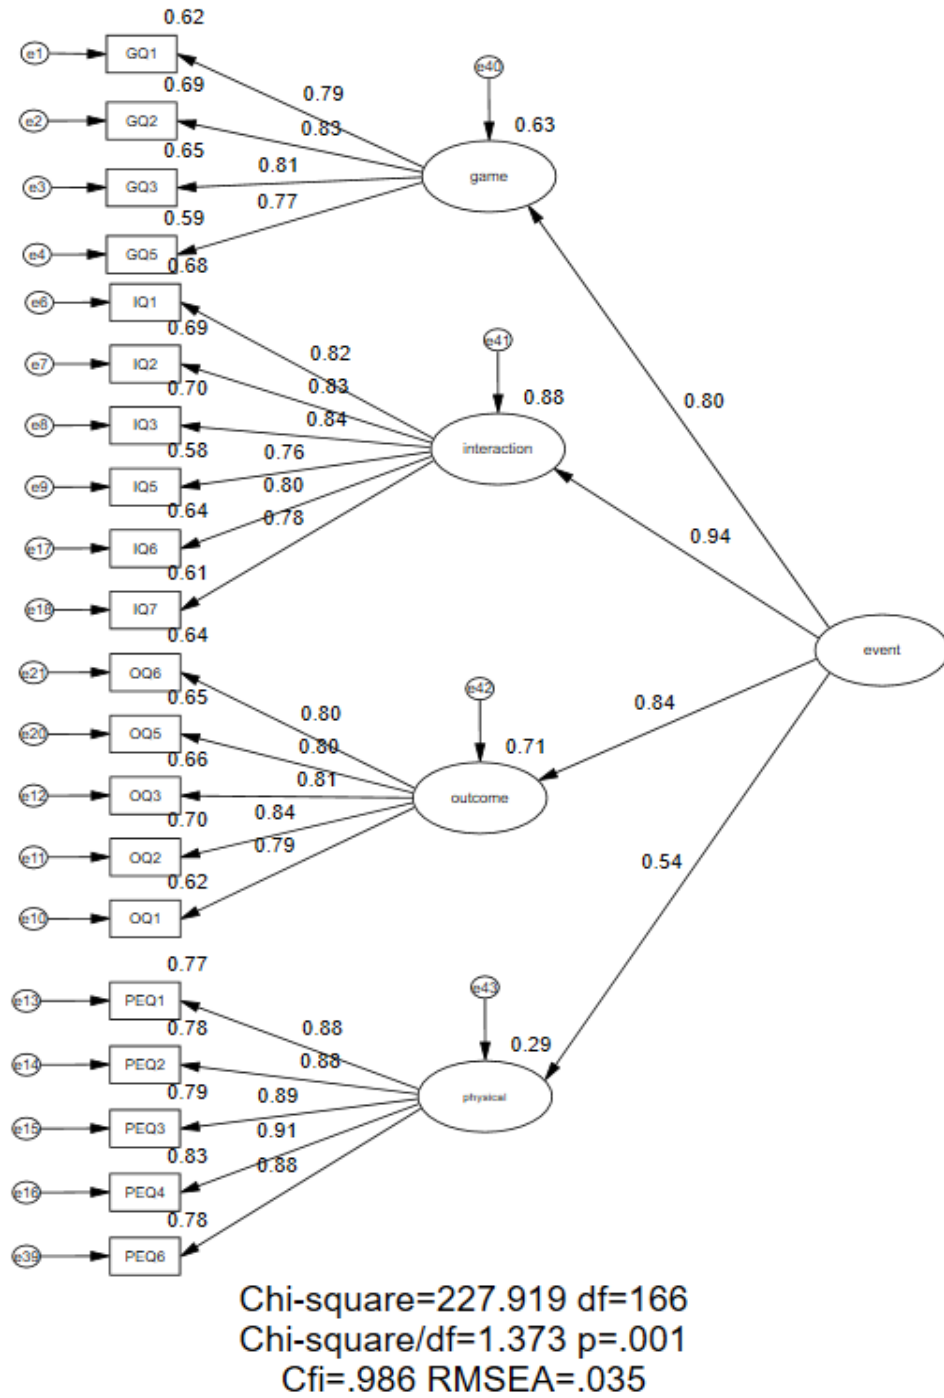 0.62
e1 GQ1
0.79
e40
0.69
e2 GQ2
0.83
0.63
0.65
e3 GQ3
0.81
game
0.77
0.59
e4 GQ5
0.68
e6 IQ1
0.69
0.82
e41
e7 IQ2
0.70
0.83
0.88
0.80
e8 IQ3
0.84
0.58
0.76
interaction
e9 IQ5
0.80
0.64
0.78
e17 IQ6
0.94
0.61
e18 IQ7
0.64
event
e21 OQ6
0.65
0.80
e42
0.84
e20 OQ5
0.80
0.71
0.66
0.81
e12 OQ3
outcome
0.70
0.84
0.79
e11 OQ2
0.54
0.62
e10 OQ1
0.77
e13 PEQ1
e43
0.78
0.88
0.29
e14 PEQ2
0.88
0.79
0.89
physical
e15 PEQ3
0.91
0.83
0.88
e16 PEQ4
0.78
e39 PEQ6
Chi-square=227.919 df=166
Chi-square/df=1.373 p=.001
Cfi=.986 RMSEA=.035